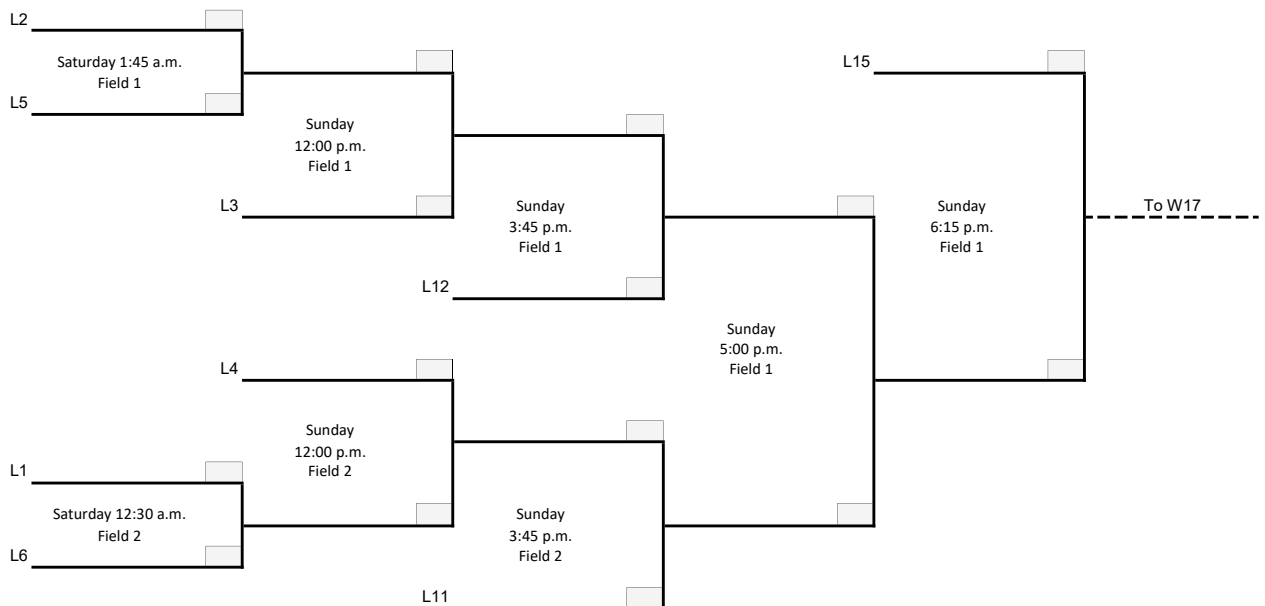 L2
Saturday 1:45 a.m.
Field 1
L5
Sunday
12:00 p.m.
Field 1
L3
Sunday
3:45 p.m.
Field 1
L12
L15
Sunday
6:15 p.m.
Field 1
To W17
Sunday
5:00 p.m.
Field 1
L4
Sunday
12:00 p.m.
Field 2
L1
Saturday 12:30 a.m.
Field 2
L6
Sunday
3:45 p.m.
Field 2
L11